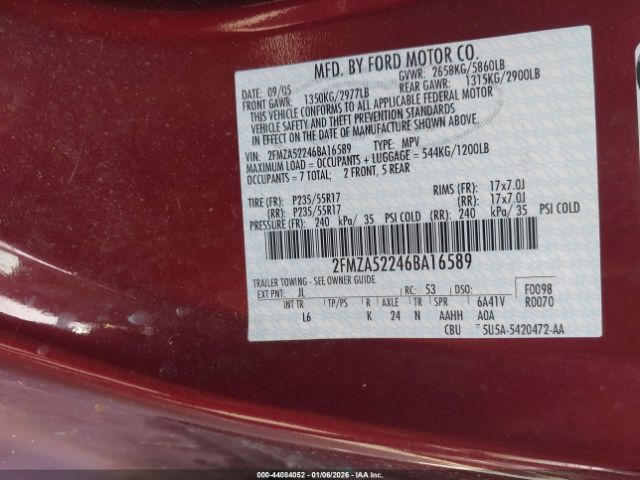 MFD. BY FORD MOTOR CO.
DATE: 09/05 GVWR: 2658KG/5860LB
FRONT GAWR: 1350KG/2977LB REAR GAWR: 1315KG/2900LB
THIS VEHICLE CONFORMS TO ALL APPLICABLE FEDERAL MOTOR
VEHICLE SAFETY AND THEFT PREVENTION STANDARDS
IN EFFECT ON THE DATE OF MANUFACTURE SHOWN ABOVE.
VIN: 2FMZA52246BA16589 TYPE: MPV
MAXIMUM LOAD = OCCUPANTS + LUGGAGE = 544KG/1200LB
OCCUPANTS = 7 TOTAL; 2 FRONT, 5 REAR
TIRE (FR): P235/55R17 RIMS (FR): 17x7.0J
(RR): P235/55R17 (RR): 17x7.0J
PRESSURE (FR): 240 kPa/ 35 PSI COLD (RR): 240 kPa/ 35 PSI COLD
2FMZA52246BA16589
TRAILER TOWING - SEE OWNER GUIDE
EXT PNT: JL RC: 53 DSO: F0098
INT TR TP/PS R AXLE TR SPR 6A41V R0070
L6 K 24 N AAHH A0A
CBU 5U5A-5420472-AA
000-44084052 | 01/06/2026 | IAAI.COM